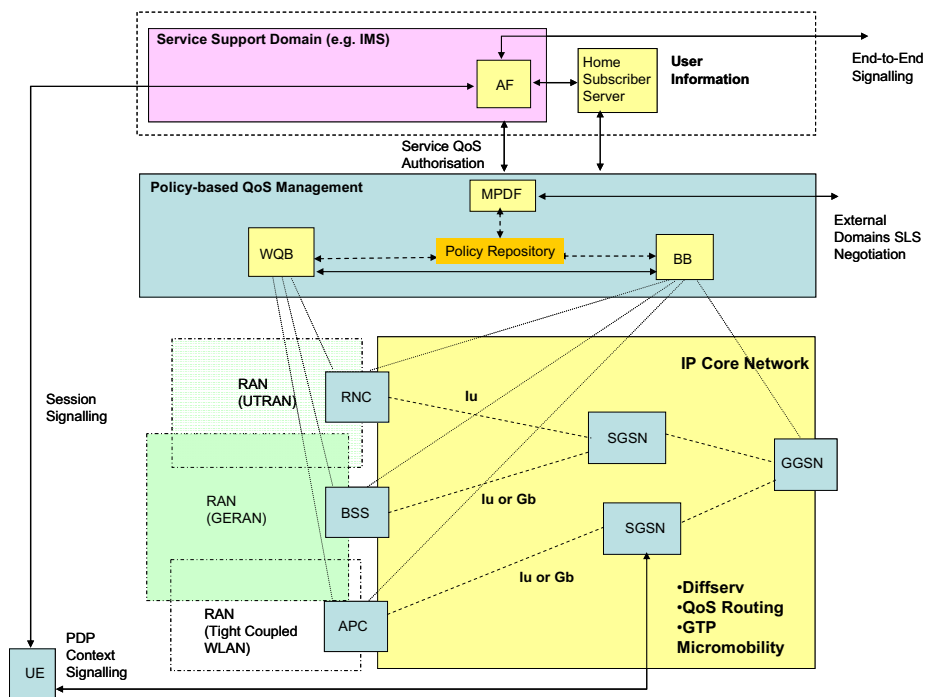 Service Support Domain (e.g. IMS)
End-to-End
Signalling
AF
Home
Subscriber
Server
User
Information
Service QoS
Authorisation
Policy-based QoS Management
MPDF
External
Domains SLS
Negotiation
WQB
Policy Repository
BB
Session
Signalling
RAN
(UTRAN)
RNC
Iu
IP Core Network
SGSN
GGSN
RAN
(GERAN)
BSS
Iu or Gb
SGSN
Iu or Gb
RAN
(Tight Coupled
WLAN)
APC
•Diffserv
•QoS Routing
•GTP
Micromobility
PDP
Context
Signalling
UE